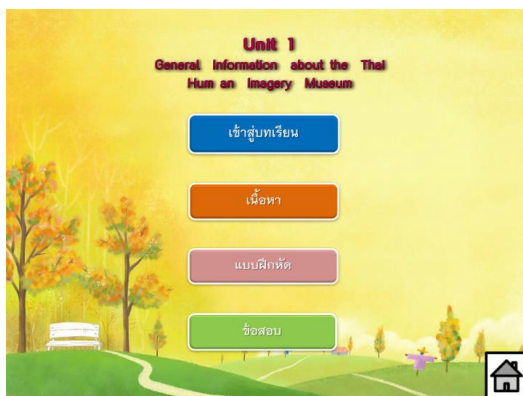 Unit 1
General Information about the Thai
Hum an Imagery Museum
เข้าสู่บทเรียน
เนื้อหา
แบบฝึกหัด
ข้อสอบ